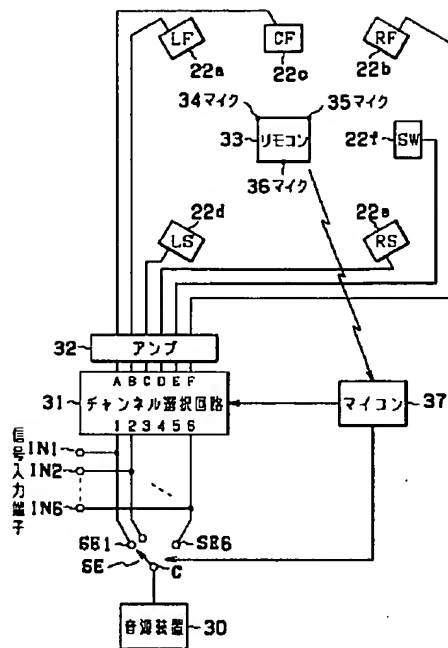 LF
CF
RF
22a
22c
22b
34マイク
35マイク
33
リモコン
22f
SW
36マイク
22d
22e
LS
RS
32
アンプ
A B C D E F
31
チャンネル選択回路
1 2 3 4 5 6
マイコン
37
信号入力端子
IN1
IN2
IN6
SE1
SE6
SE
C
音源装置
30